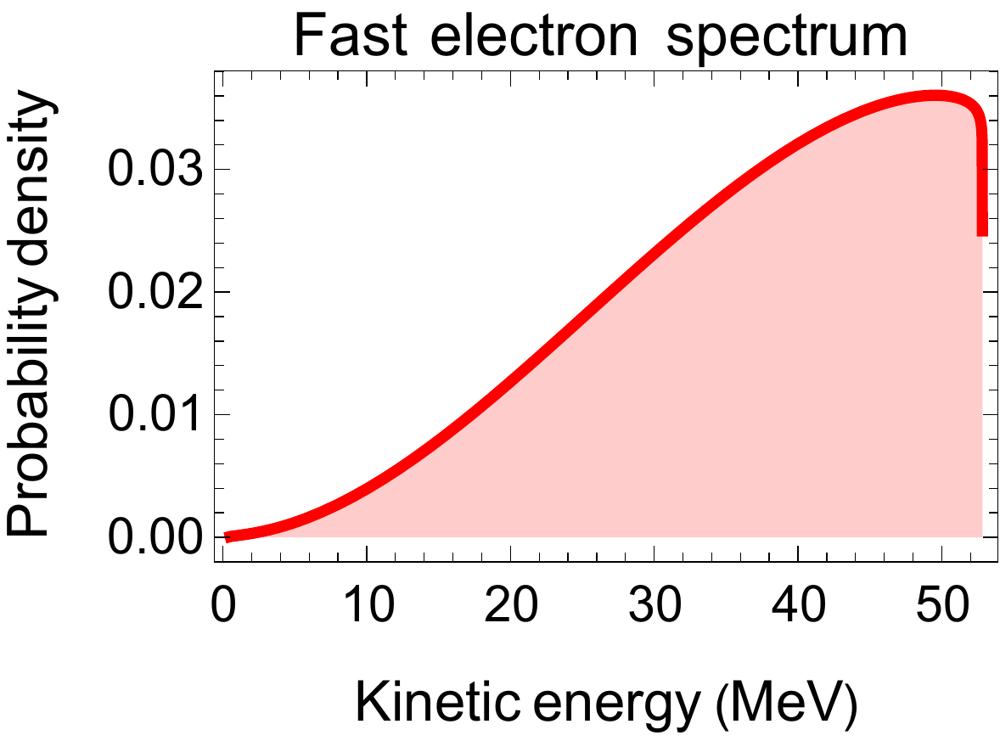 Fast electron spectrum
Probability density
0.03
0.02
0.01
0.00
0 10 20 30 40 50
Kinetic energy (MeV)